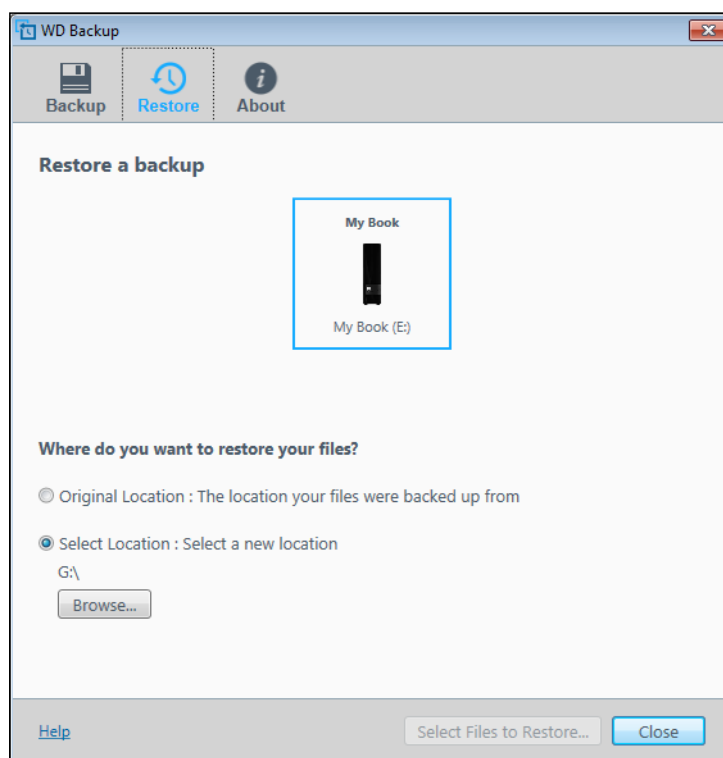 WD Backup
Backup Restore About
Restore a backup
My Book
My Book (E:)
Where do you want to restore your files?
Original Location : The location your files were backed up from
Select Location : Select a new location
G:\
Browse...
Help Select Files to Restore... Close